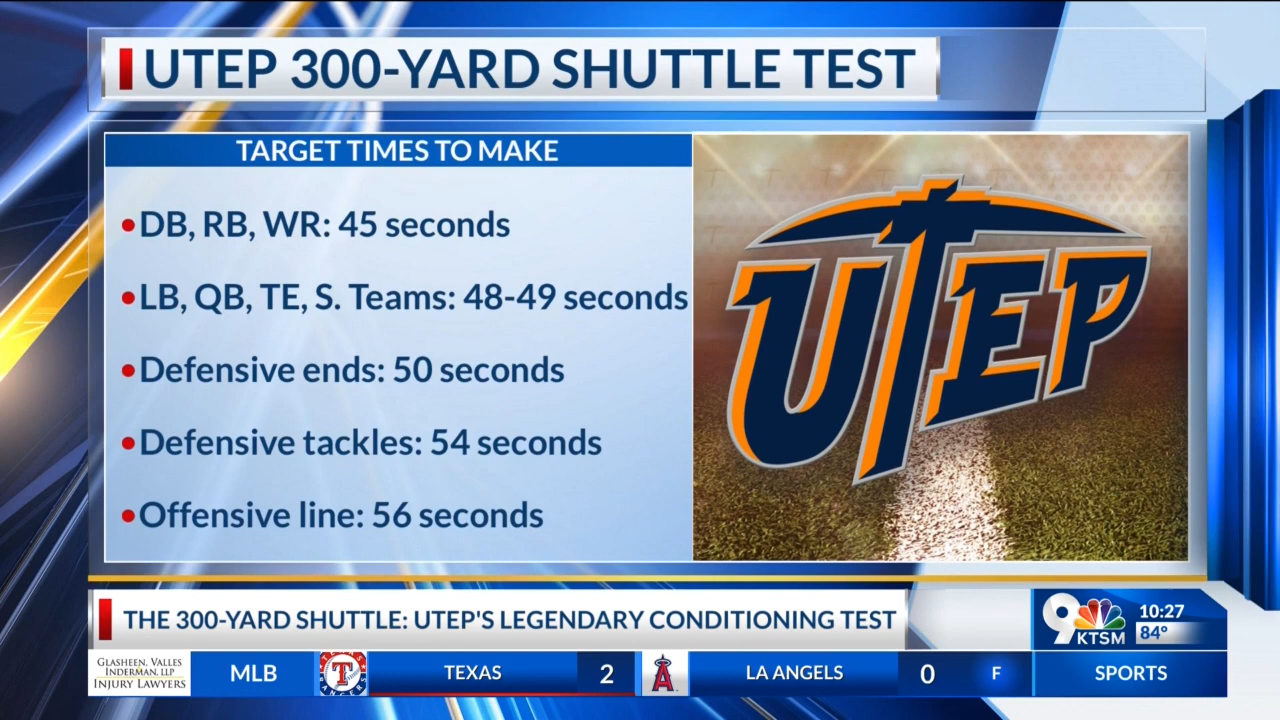 UTEP 300-YARD SHUTTLE TEST
TARGET TIMES TO MAKE
DB, RB, WR: 45 seconds
LB, QB, TE, S. Teams: 48-49 seconds
Defensive ends: 50 seconds
Defensive tackles: 54 seconds
Offensive line: 56 seconds
UTEP
THE 300-YARD SHUTTLE: UTEP'S LEGENDARY CONDITIONING TEST
9 KTSM
10:27
84°
GLASHEEN, VALLES
INDERMAN, LLP
INJURY LAWYERS
MLB
TEXAS RANGERS T
TEXAS 2
A
LA ANGELS 0 F
SPORTS